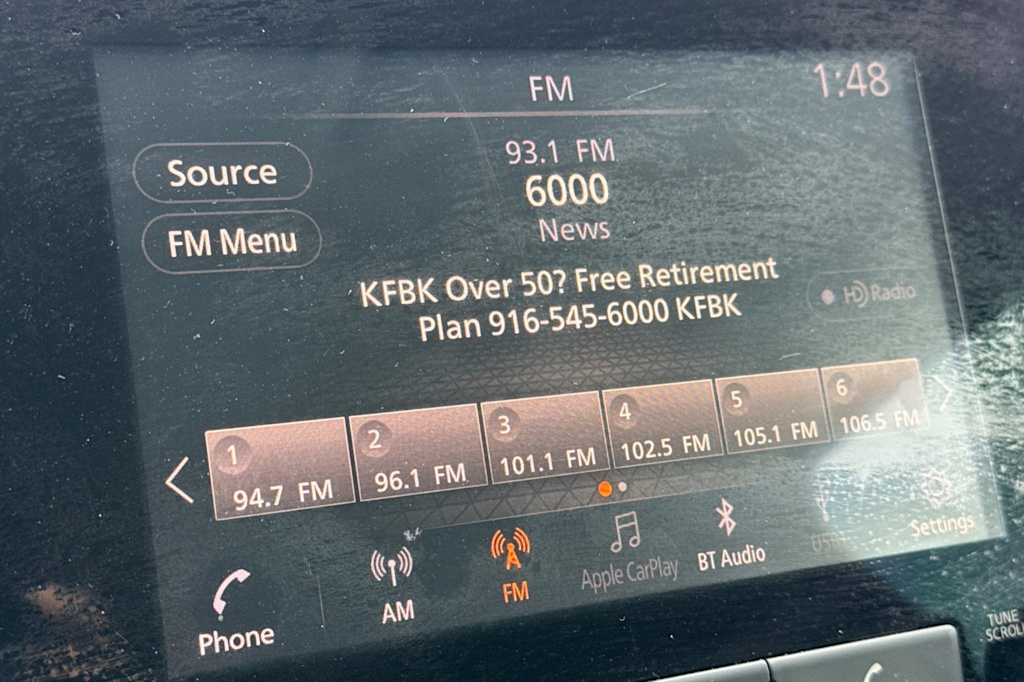 FM
1:48
Source
93.1 FM
6000
FM Menu
News
KFBK Over 50? Free Retirement
Plan 916-545-6000 KFBK
HD Radio
1
94.7 FM
2
96.1 FM
3
101.1 FM
4
102.5 FM
5
105.1 FM
6
106.5 FM
Phone
AM
FM
Apple CarPlay
BT Audio
USB
Settings
TUNE
SCROLL